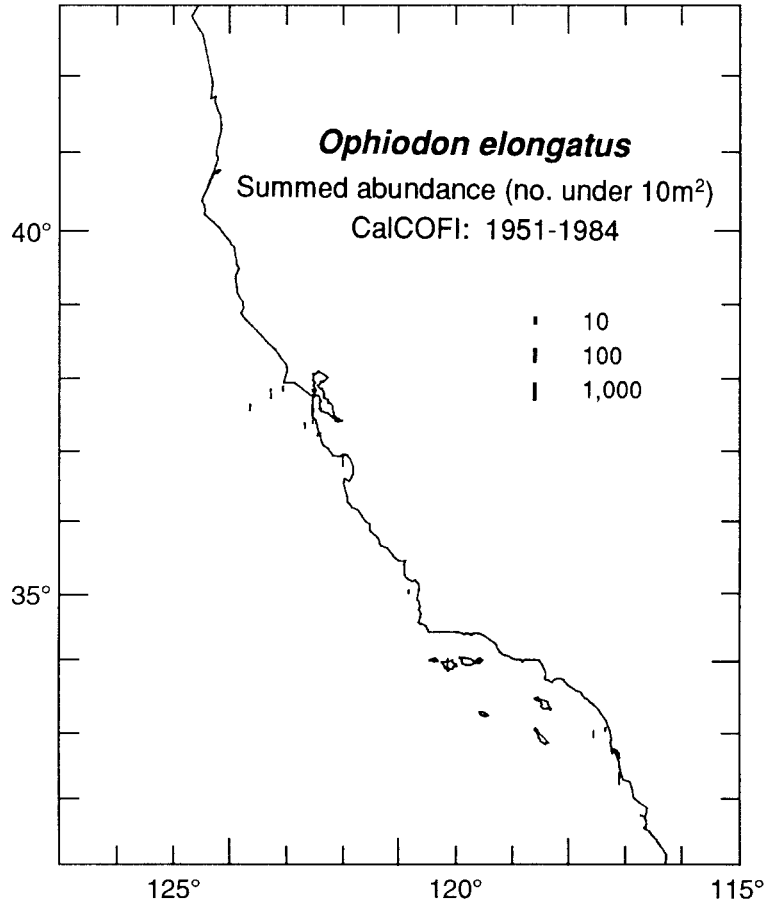 Ophiodon elongatus
Summed abundance (no. under 10m²)
CalCOFI: 1951-1984
40°
10
100
1,000
35°
125°
120°
115°